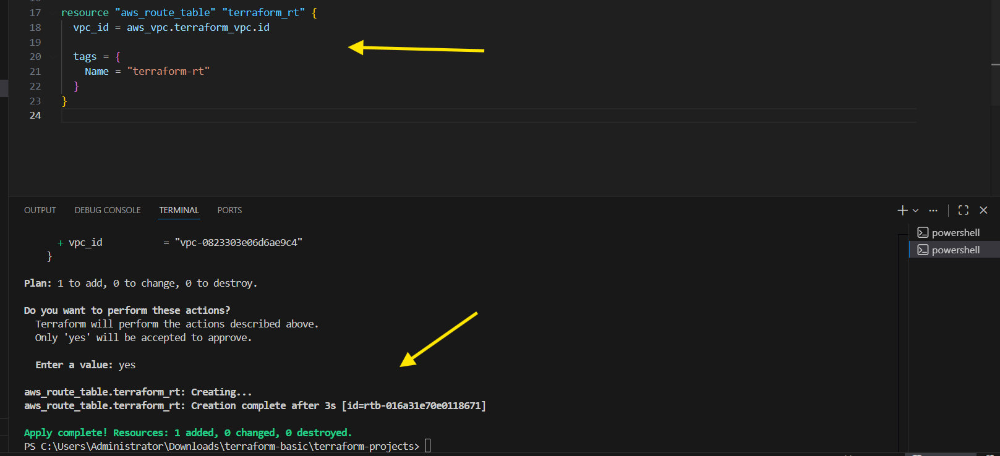 17 resource "aws_route_table" "terraform_rt" {
18 vpc_id = aws_vpc.terraform_vpc.id
19
20 tags = {
21 Name = "terraform-rt"
22 }
23 }
24
OUTPUT DEBUG CONSOLE TERMINAL PORTS
powershell
powershell
+ vpc_id = "vpc-0823303e06d6ae9c4"
}
Plan: 1 to add, 0 to change, 0 to destroy.
Do you want to perform these actions?
Terraform will perform the actions described above.
Only 'yes' will be accepted to approve.
Enter a value: yes
aws_route_table.terraform_rt: Creating...
aws_route_table.terraform_rt: Creation complete after 3s [id=rtb-016a31e70e0118671]
Apply complete! Resources: 1 added, 0 changed, 0 destroyed.
PS C:\Users\Administrator\Downloads\terraform-basic\terraform-projects>